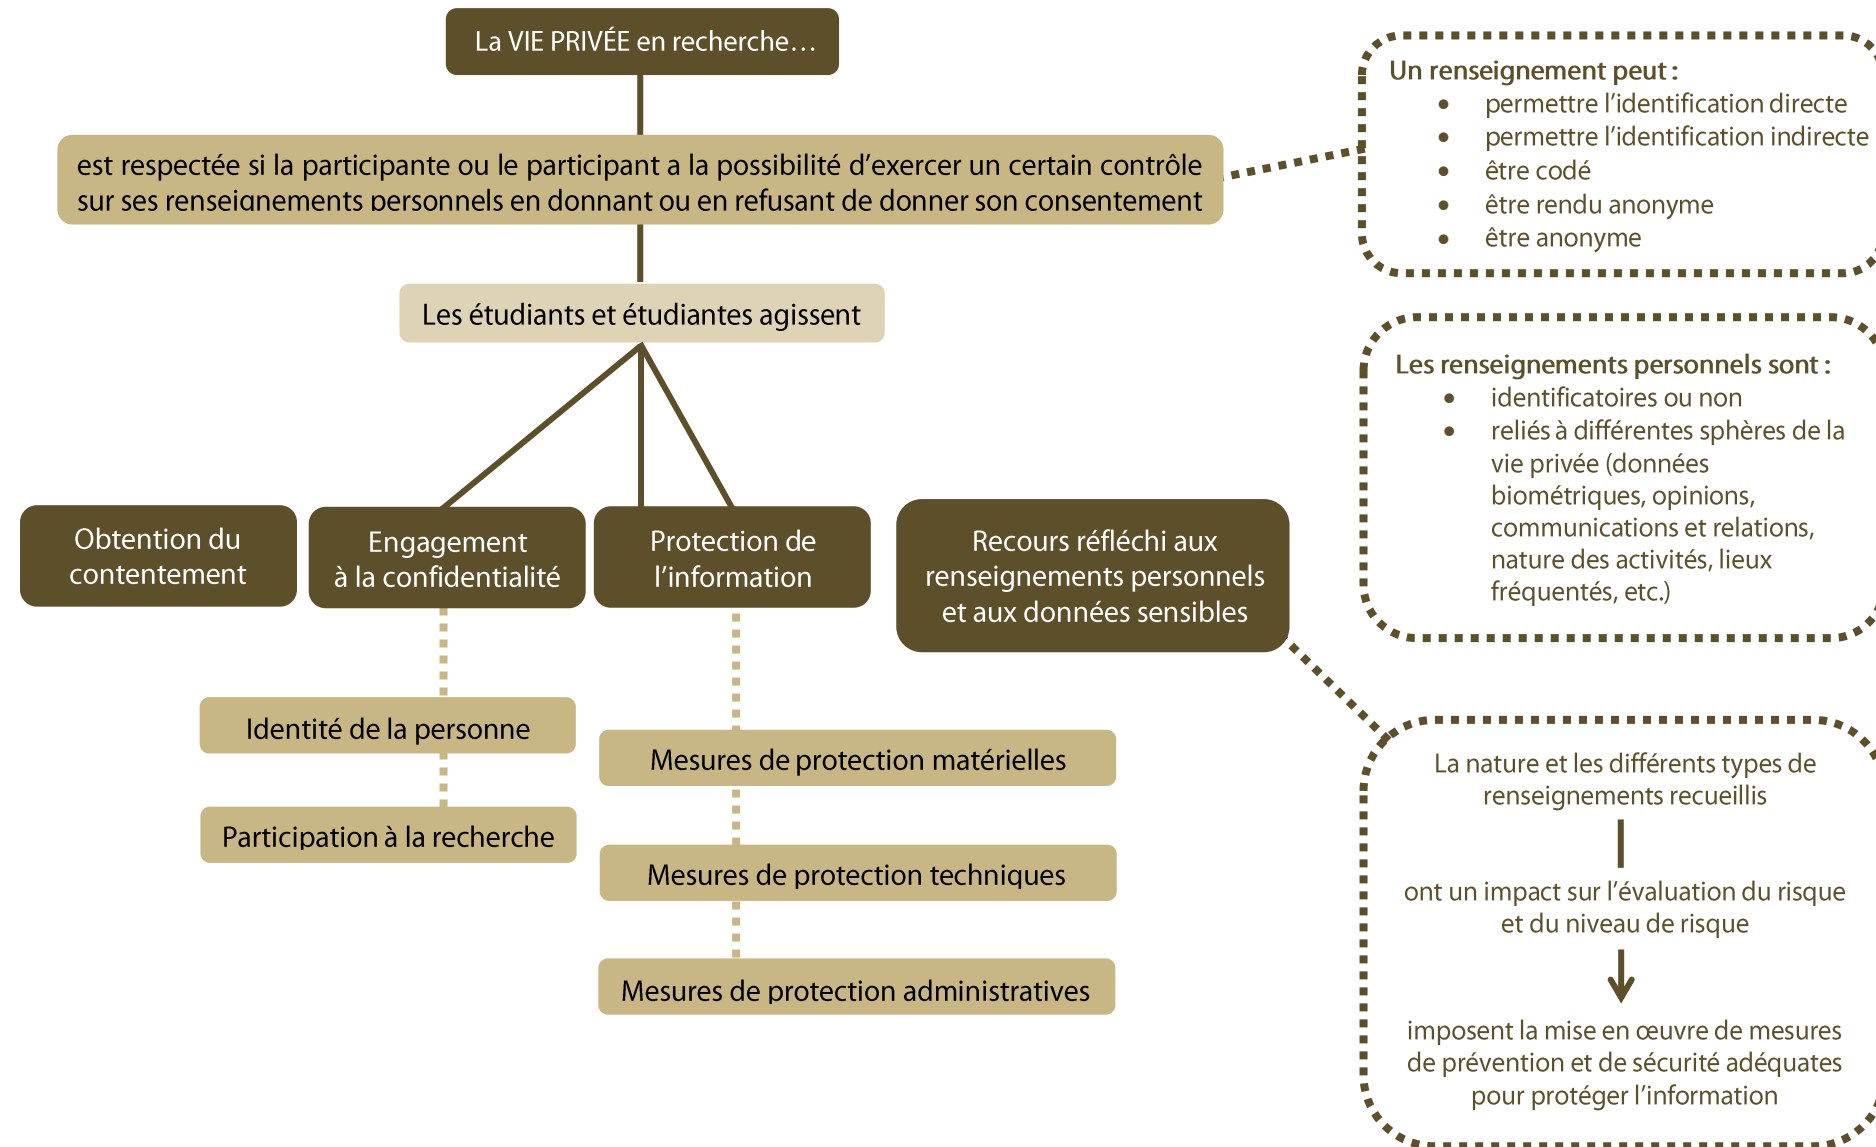 La VIE PRIVÉE en recherche…
est respectée si la participante ou le participant a la possibilité d’exercer un certain contrôle
sur ses renseignements personnels en donnant ou en refusant de donner son consentement
Les étudiants et étudiantes agissent
Obtention du
contentement
Engagement
à la confidentialité
Protection de
l’information
Recours réfléchi aux
renseignements personnels
et aux données sensibles
Identité de la personne
Participation à la recherche
Mesures de protection matérielles
Mesures de protection techniques
Mesures de protection administratives
Un renseignement peut :
• permettre l’identification directe
• permettre l’identification indirecte
• être codé
• être rendu anonyme
• être anonyme
Les renseignements personnels sont :
• identificatoires ou non
• reliés à différentes sphères de la
vie privée (données
biométriques, opinions,
communications et relations,
nature des activités, lieux
fréquentés, etc.)
La nature et les différents types de
renseignements recueillis
ont un impact sur l’évaluation du risque
et du niveau de risque
imposent la mise en œuvre de mesures
de prévention et de sécurité adéquates
pour protéger l’information